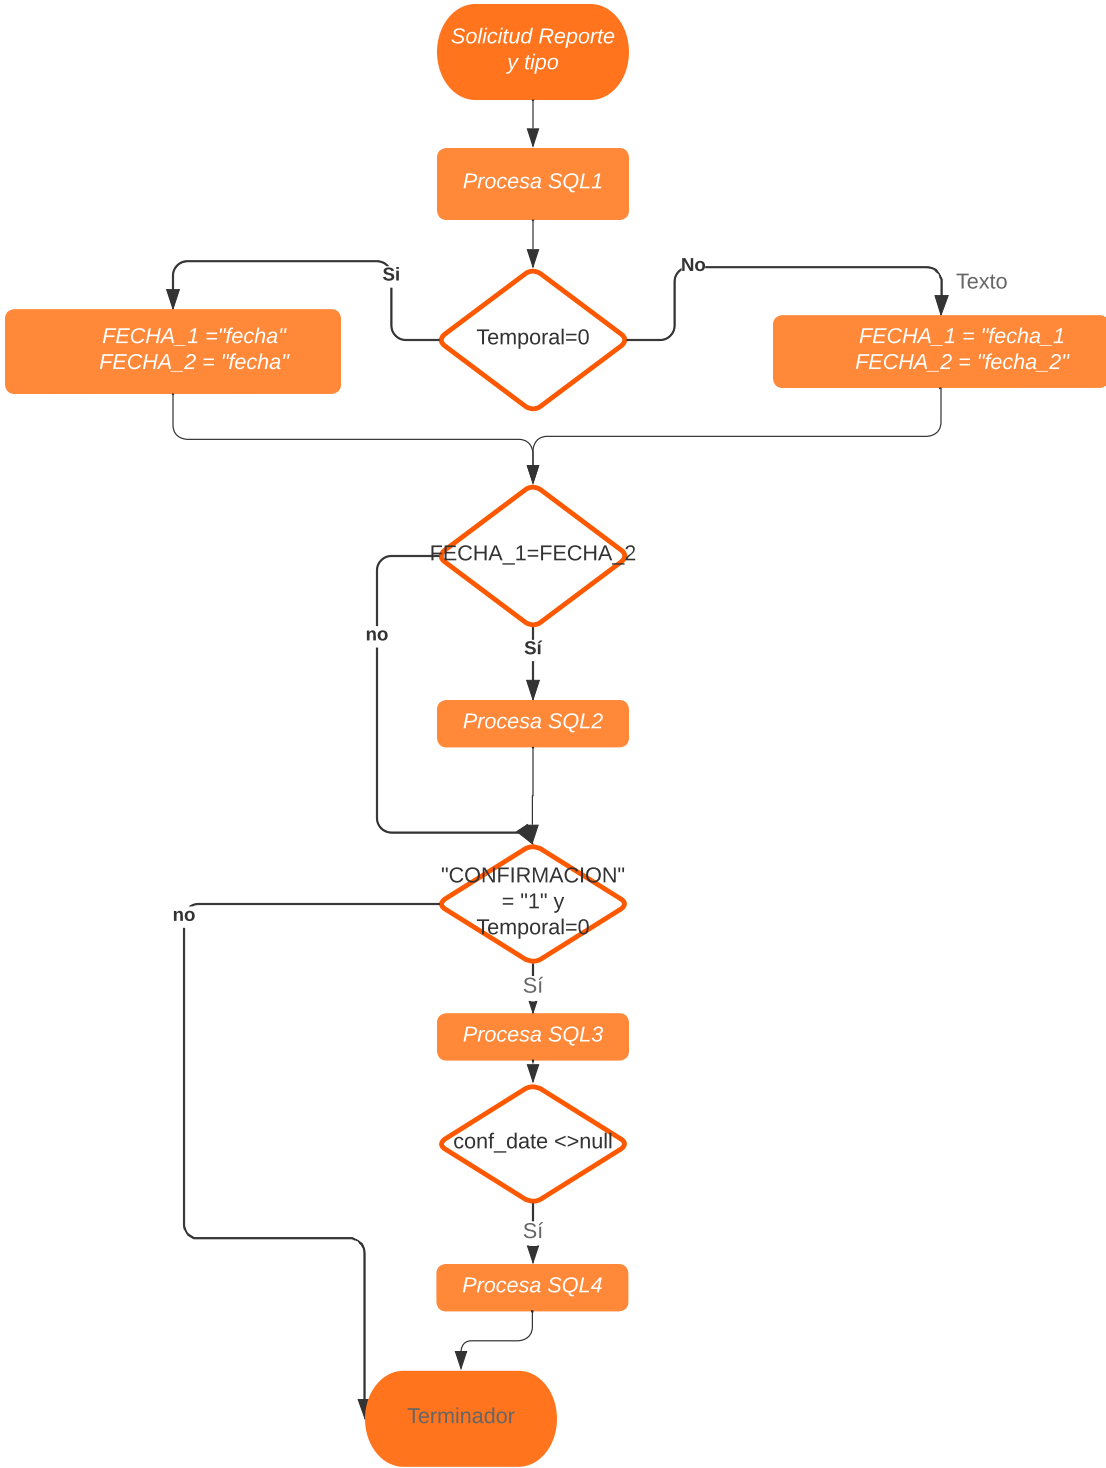 Solicitud Reporte
y tipo
Procesa SQL1
Si
No
Texto
Temporal=0
FECHA_1 ="fecha"
FECHA_2 = "fecha"
FECHA_1 = "fecha_1
FECHA_2 = "fecha_2"
FECHA_1=FECHA_2
no
Sí
Procesa SQL2
"CONFIRMACION"
= "1" y
Temporal=0
no
Sí
Procesa SQL3
conf_date <>null
Sí
Procesa SQL4
Terminador